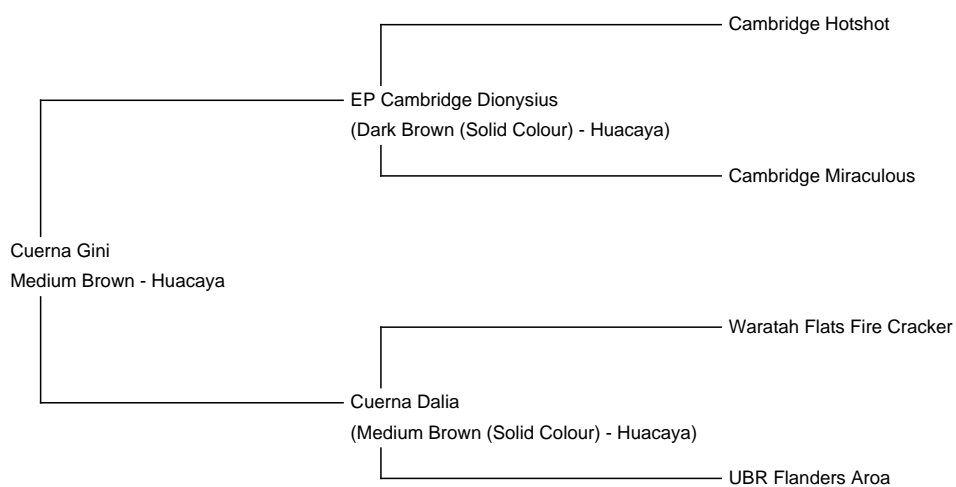 Cambridge Hotshot
EP Cambridge Dionysius
(Dark Brown (Solid Colour) - Huacaya)
Cambridge Miraculous
Cuerna Gini
Medium Brown - Huacaya
Waratah Flats Fire Cracker
Cuerna Dalia
(Medium Brown (Solid Colour) - Huacaya)
UBR Flanders Aroa